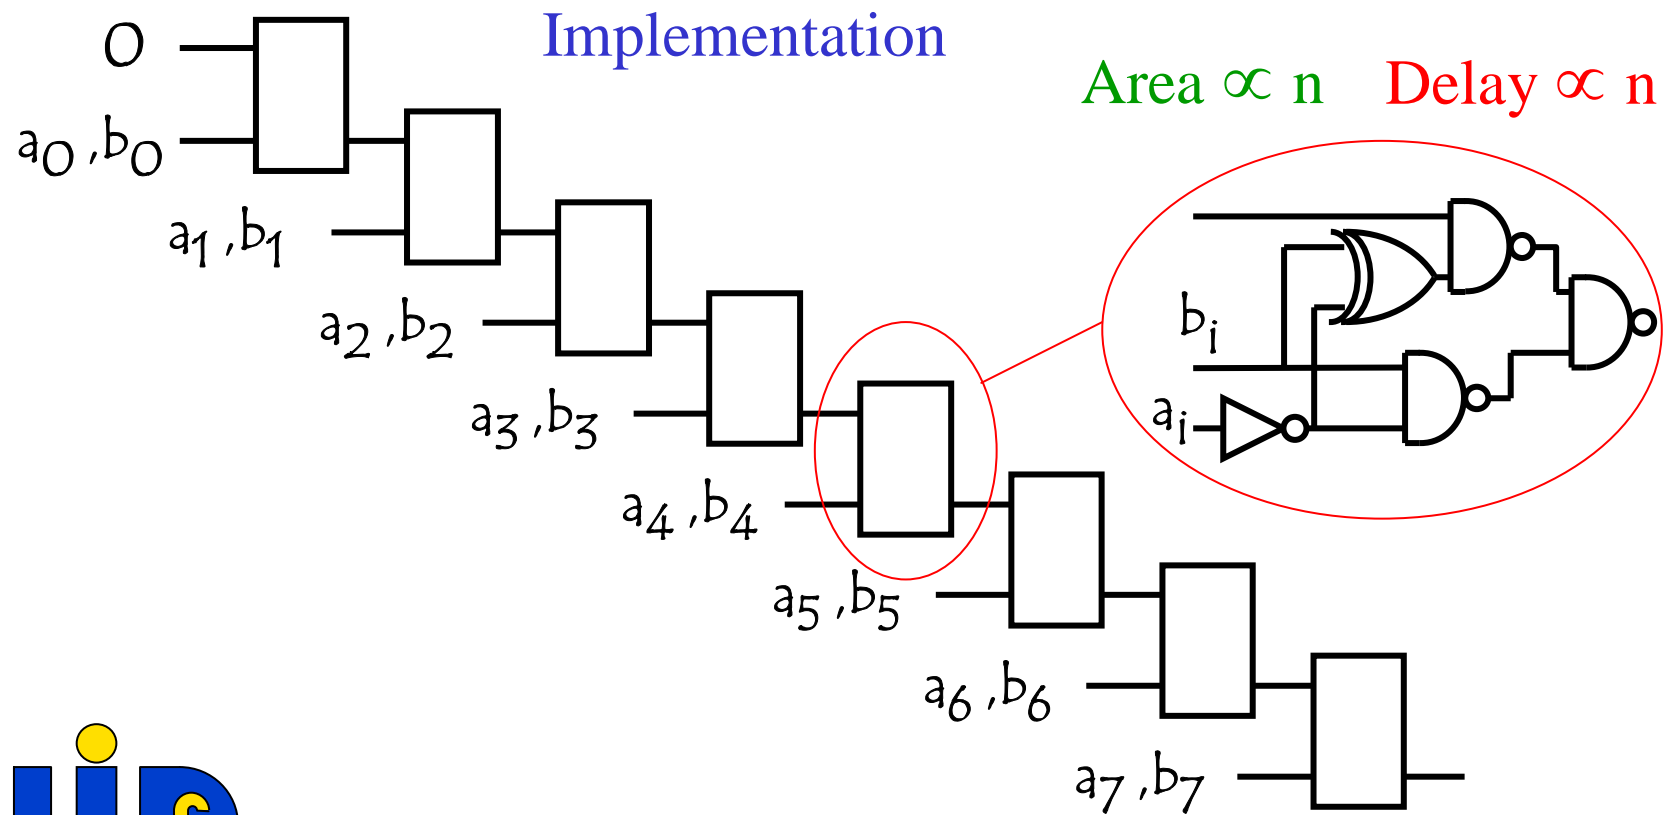 Implementation
0
Area ∝ n Delay ∝ n
a0 ,b0
a1 ,b1
a2 ,b2
a3 ,b3
a4 ,b4
a5 ,b5
a6 ,b6
a7 ,b7
bi
ai